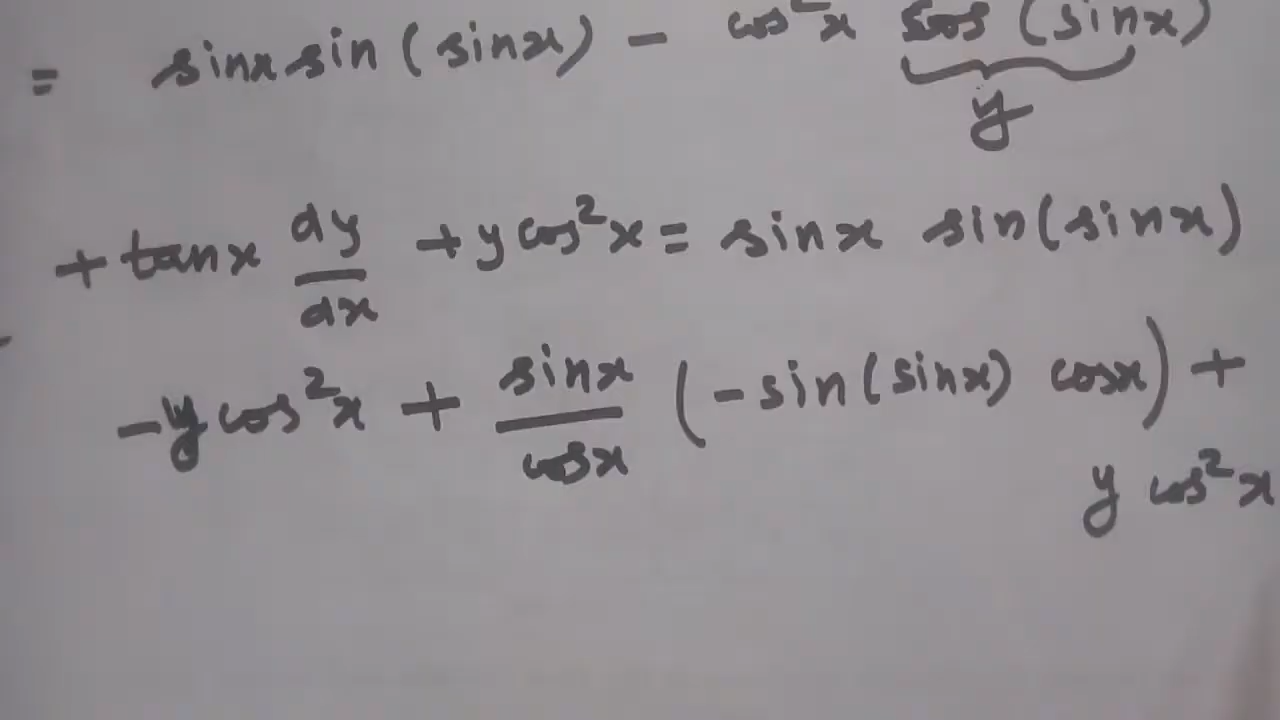 = sinx sin (sinx) - cos²x cos (sinx)
y
+ tanx dy/dx + y cos²x = sinx sin(sinx)
- y cos²x + sinx/cosx (-sin(sinx) cosx) +
y cos²x